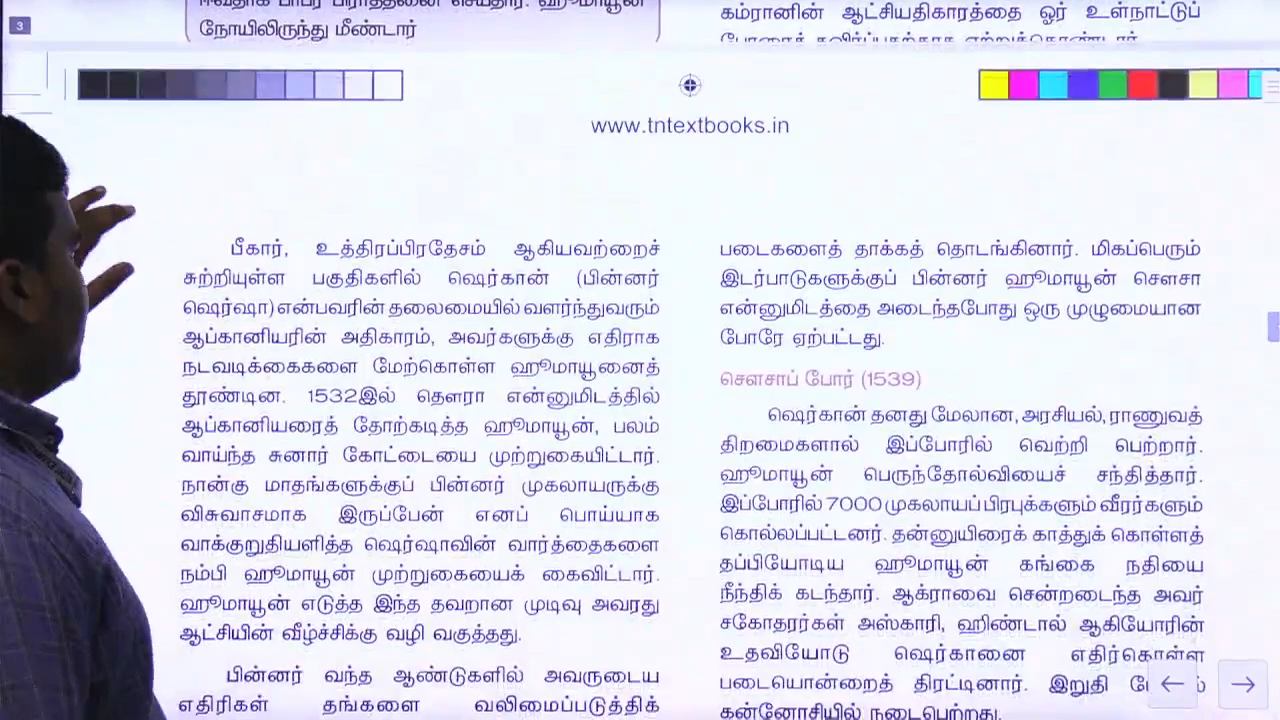 ஈவதாக பாபர் பிரார்த்தனை செய்தார். ஹூமாயூன்
நோயிலிருந்து மீண்டார்
கம்ரானின் ஆட்சியதிகாரத்தை ஓர் உள்நாட்டுப்
3
www.tntextbooks.in
பீகார், உத்திரப்பிரதேசம் ஆகியவற்றைச்
சுற்றியுள்ள பகுதிகளில் ஷெர்கான் (பின்னர்
ஷெர்ஷா) என்பவரின் தலைமையில் வளர்ந்துவரும்
ஆப்கானியரின் அதிகாரம், அவர்களுக்கு எதிராக
நடவடிக்கைகளை மேற்கொள்ள ஹூமாயூனைத்
தூண்டின. 1532இல் தௌரா என்னுமிடத்தில்
ஆப்கானியரைத் தோற்கடித்த ஹூமாயூன், பலம்
வாய்ந்த சுனார் கோட்டையை முற்றுகையிட்டார்.
நான்கு மாதங்களுக்குப் பின்னர் முகலாயருக்கு
விசுவாசமாக இருப்பேன் எனப் பொய்யாக
வாக்குறுதியளித்த ஷெர்ஷாவின் வார்த்தைகளை
நம்பி ஹூமாயூன் முற்றுகையைக் கைவிட்டார்.
ஹூமாயூன் எடுத்த இந்த தவறான முடிவு அவரது
ஆட்சியின் வீழ்ச்சிக்கு வழி வகுத்தது.
பின்னர் வந்த ஆண்டுகளில் அவருடைய
எதிரிகள் தங்களை வலிமைப்படுத்திக்
படைகளைத் தாக்கத் தொடங்கினார். மிகப்பெரும்
இடர்பாடுகளுக்குப் பின்னர் ஹூமாயூன் சௌசா
என்னுமிடத்தை அடைந்தபோது ஒரு முழுமையான
போரே ஏற்பட்டது.
சௌசாப் போர் (1539)
ஷெர்கான் தனது மேலான, அரசியல், ராணுவத்
திறமைகளால் இப்போரில் வெற்றி பெற்றார்.
ஹூமாயூன் பெருந்தோல்வியைச் சந்தித்தார்.
இப்போரில் 7000 முகலாயப் பிரபுக்களும் வீரர்களும்
கொல்லப்பட்டனர். தன்னுயிரைக் காத்துக் கொள்ளத்
தப்பியோடிய ஹூமாயூன் கங்கை நதியை
நீந்திக் கடந்தார். ஆக்ராவை சென்றடைந்த அவர்
சகோதரர்கள் அஸ்காரி, ஹிண்டால் ஆகியோரின்
உதவியோடு ஷெர்கானை எதிர்கொள்ள
படையொன்றைத் திரட்டினார். இறுதி
கன்னோசியில் நடைபெற்றது.